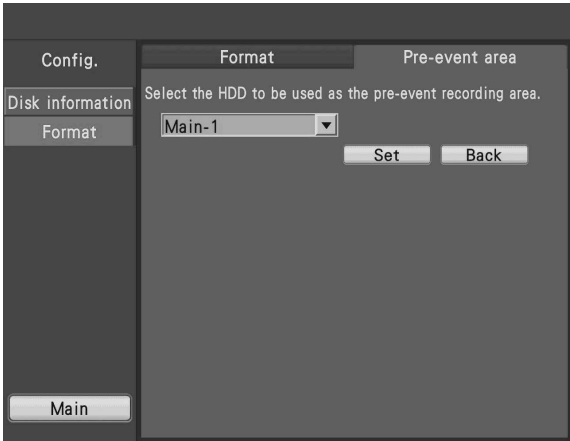 Config.
Disk information
Format
Main
Format
Pre-event area
Select the HDD to be used as the pre-event recording area.
Main-1
Set
Back